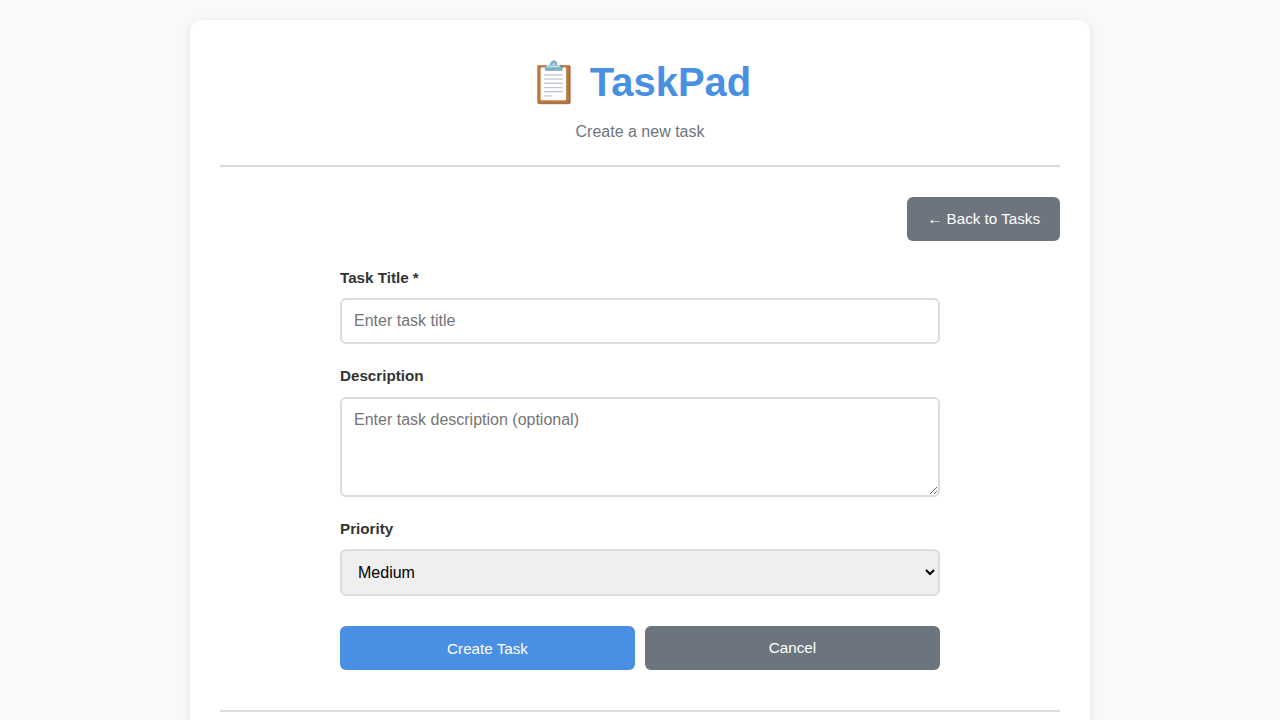 📋 TaskPad
Create a new task
← Back to Tasks
Task Title *
Enter task title
Description
Enter task description (optional)
Priority
Medium
Create Task
Cancel